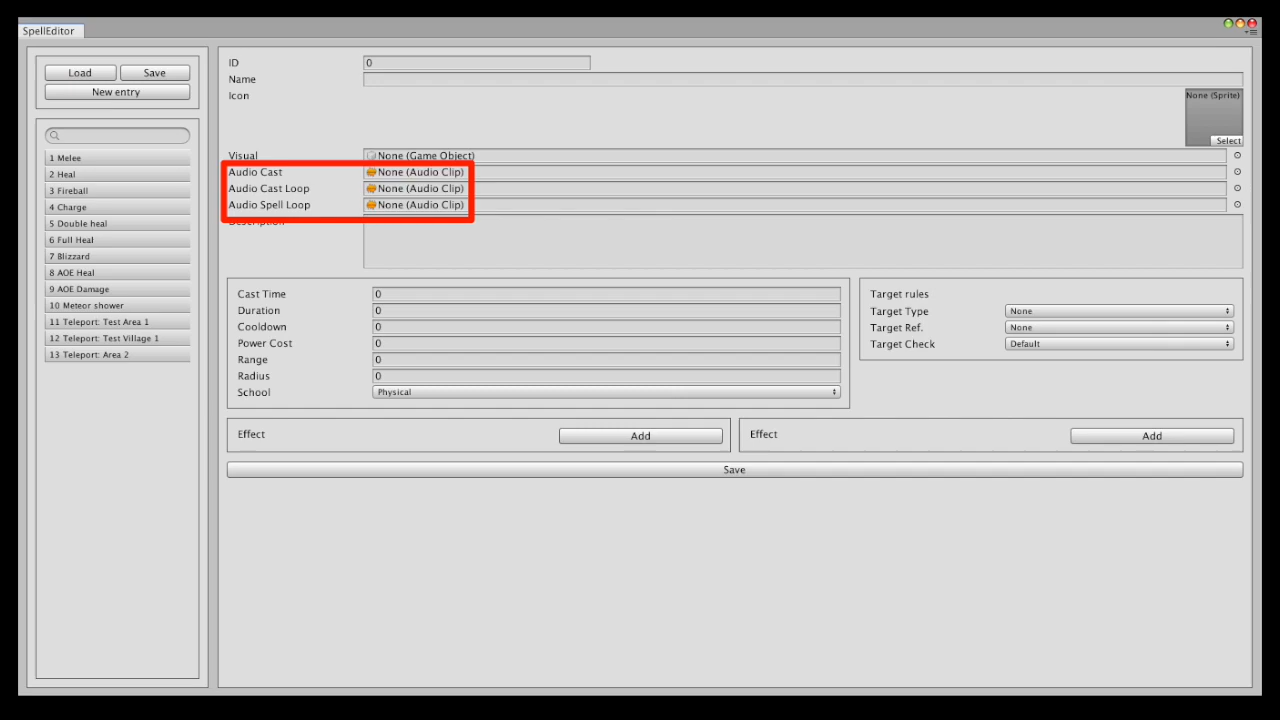 SpellEditor
Load Save
New entry
1 Melee
2 Heal
3 Fireball
4 Charge
5 Double heal
6 Full Heal
7 Blizzard
8 AOE Heal
9 AOE Damage
10 Meteor shower
11 Teleport: Test Area 1
12 Teleport: Test Village 1
13 Teleport: Area 2
ID 0
Name
Icon None (Sprite)
Select
Visual None (Game Object)
Audio Cast None (Audio Clip)
Audio Cast Loop None (Audio Clip)
Audio Spell Loop None (Audio Clip)
Description
Cast Time 0
Duration 0
Cooldown 0
Power Cost 0
Range 0
Radius 0
School Physical
Target rules
Target Type None
Target Ref. None
Target Check Default
Effect Add
Effect Add
Save